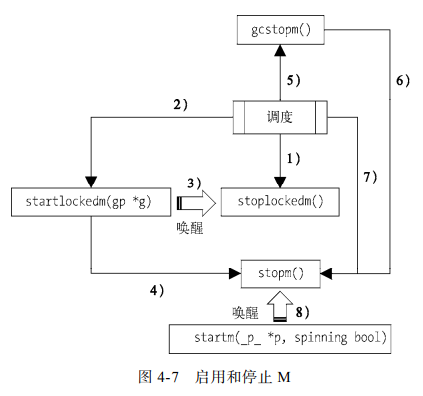 gcstopm()
5)
6)
2)
调度
1)
7)
3)
startlockedm(gp *g)
stoplockedm()
唤醒
stopm()
4)
唤醒
8)
startm(_p_ *p, spinning bool)
图 4-7 启用和停止 M